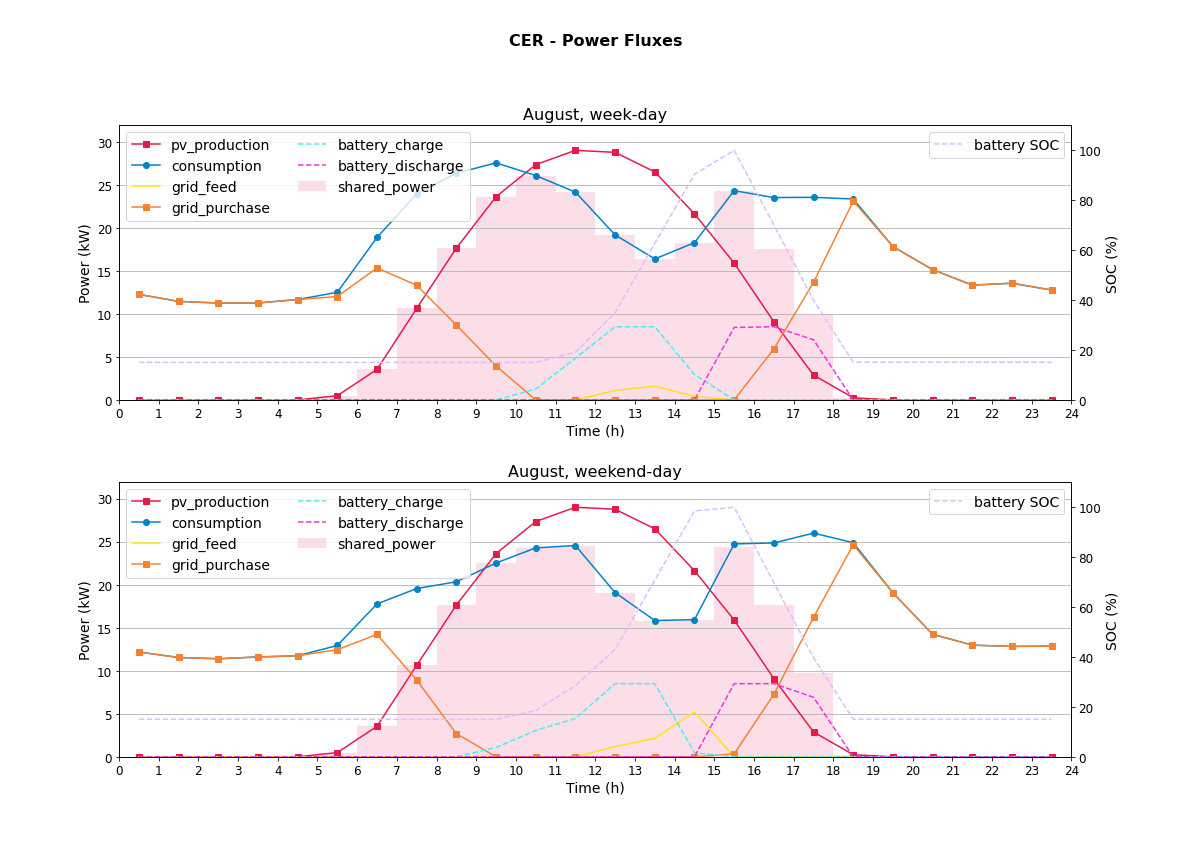 CER - Power Fluxes
August, week-day
pv_production
consumption
grid_feed
grid_purchase
battery_charge
battery_discharge
shared_power
battery SOC
30
25
20
15
10
5
0
Power (kW)
100
80
60
40
20
0
SOC (%)
0 1 2 3 4 5 6 7 8 9 10 11 12 13 14 15 16 17 18 19 20 21 22 23 24
Time (h)
August, weekend-day
pv_production
consumption
grid_feed
grid_purchase
battery_charge
battery_discharge
shared_power
battery SOC
30
25
20
15
10
5
0
Power (kW)
100
80
60
40
20
0
SOC (%)
0 1 2 3 4 5 6 7 8 9 10 11 12 13 14 15 16 17 18 19 20 21 22 23 24
Time (h)